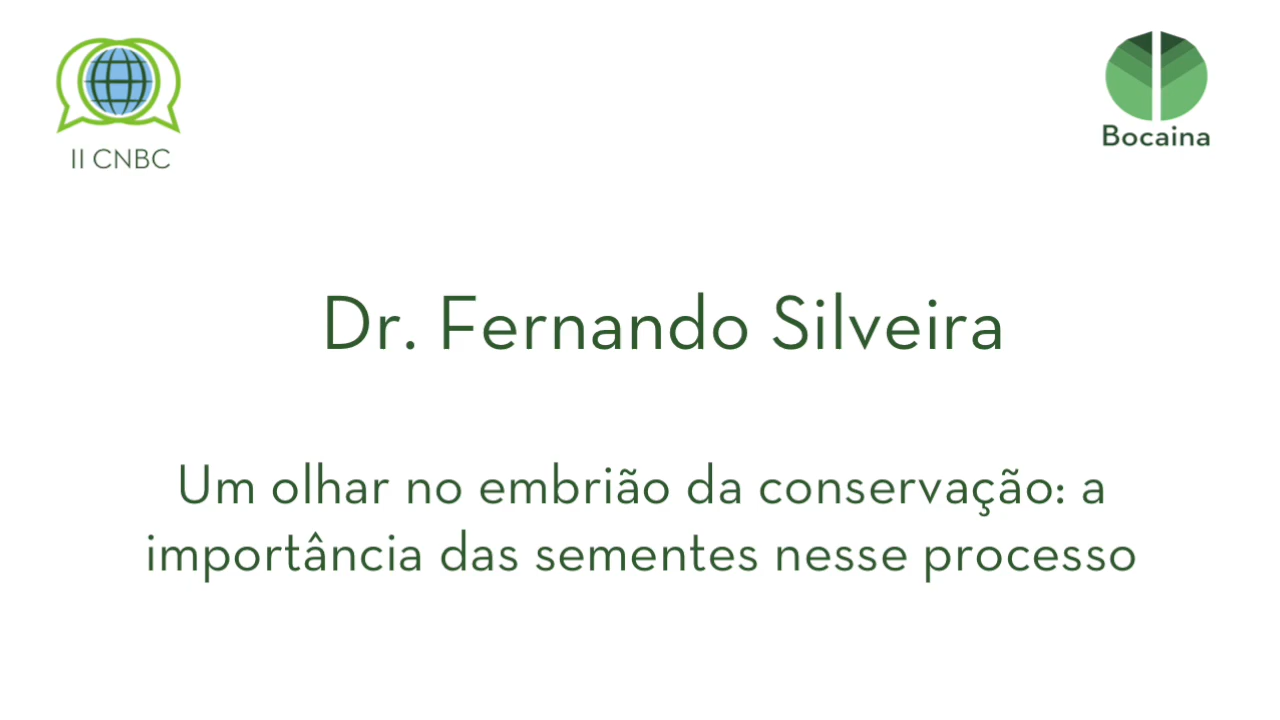 II CNBC
Bocaina
Dr. Fernando Silveira
Um olhar no embrião da conservação: a
importância das sementes nesse processo